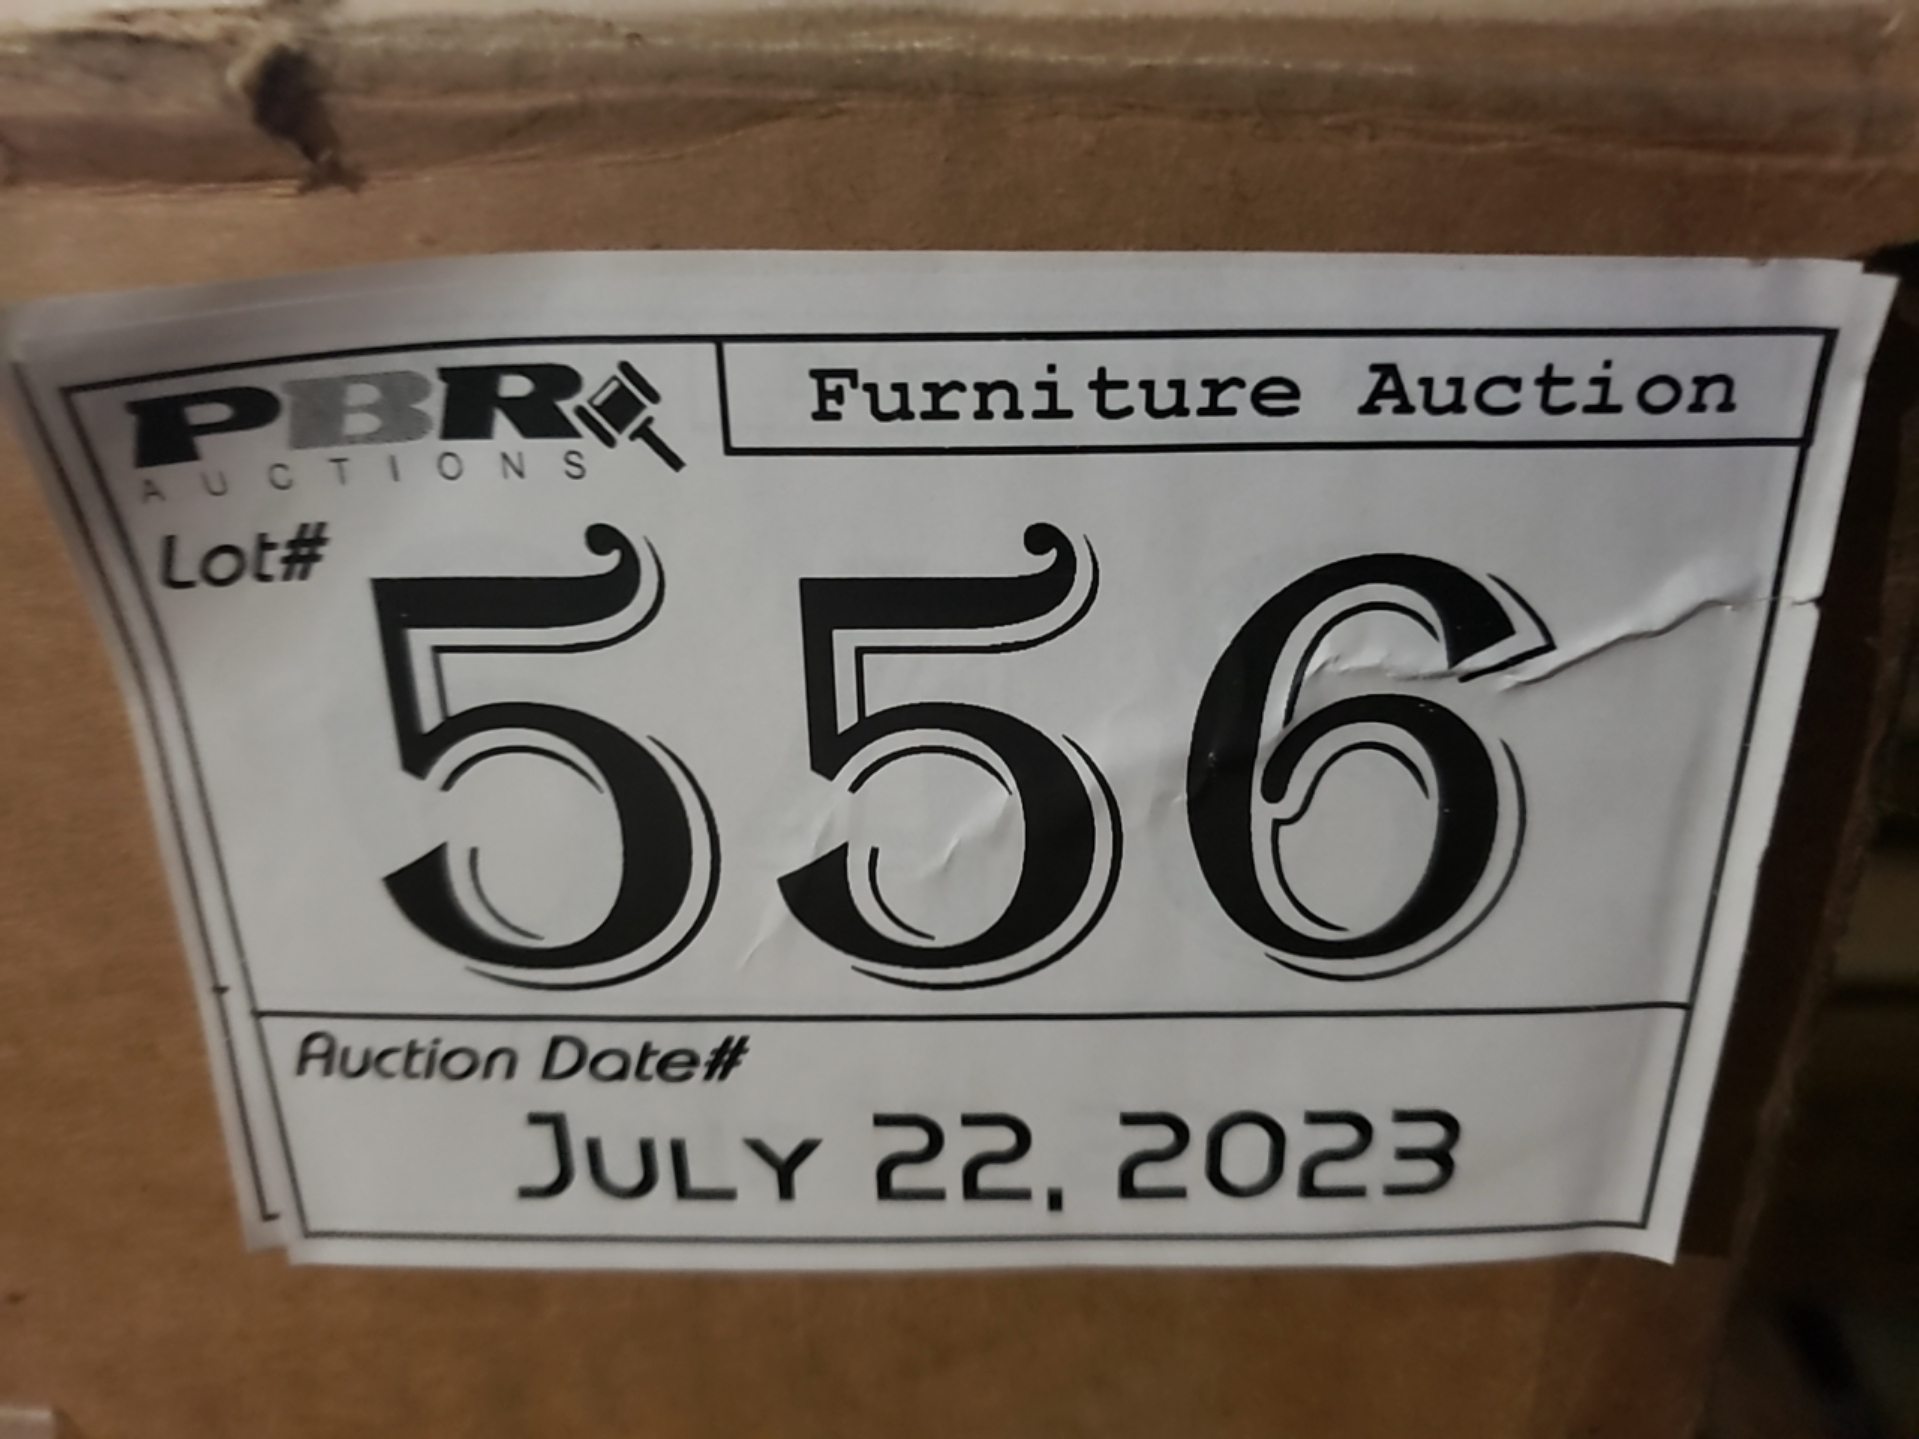 PBR
AUCTIONS
Furniture Auction
Lot#
556
Auction Date#
July 22, 2023